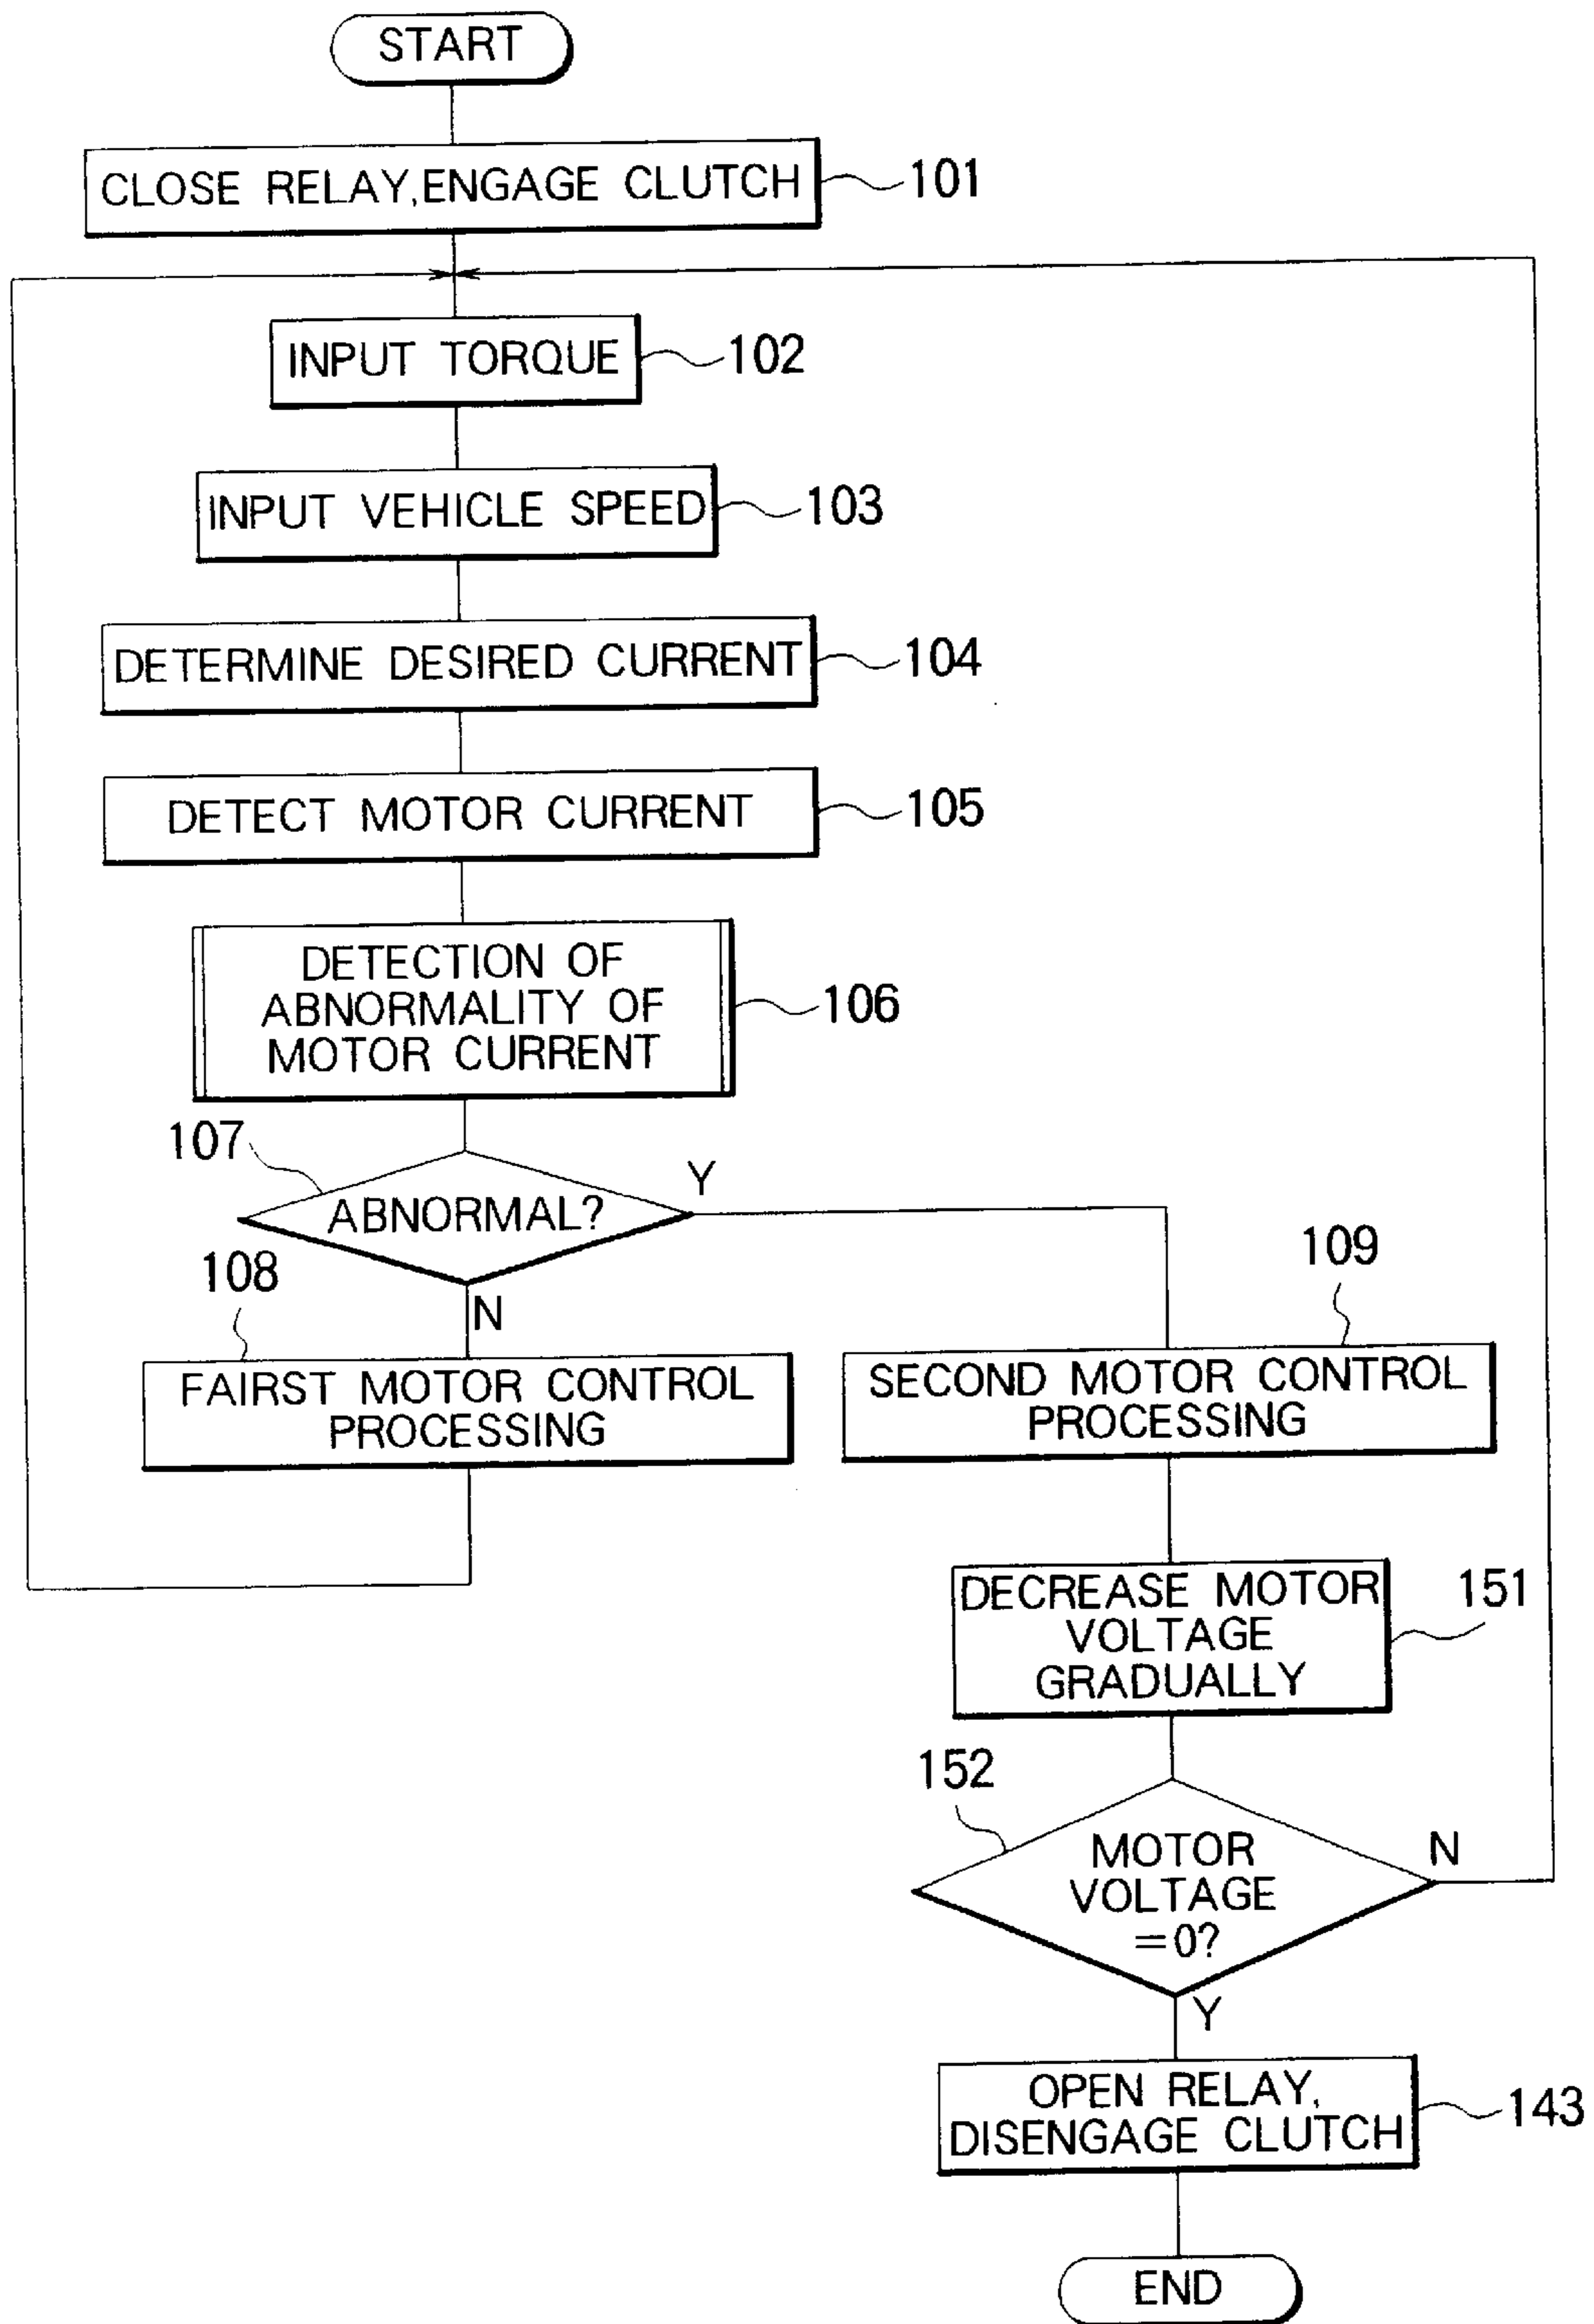 START
CLOSE RELAY,ENGAGE CLUTCH
101
INPUT TORQUE
102
INPUT VEHICLE SPEED
103
DETERMINE DESIRED CURRENT
104
DETECT MOTOR CURRENT
105
DETECTION OF
ABNORMALITY OF
MOTOR CURRENT
106
107
ABNORMAL?
Y
N
108
FAIRST MOTOR CONTROL
PROCESSING
109
SECOND MOTOR CONTROL
PROCESSING
DECREASE MOTOR
VOLTAGE
GRADUALLY
151
152
MOTOR
VOLTAGE
=0?
N
Y
OPEN RELAY,
DISENGAGE CLUTCH
143
END